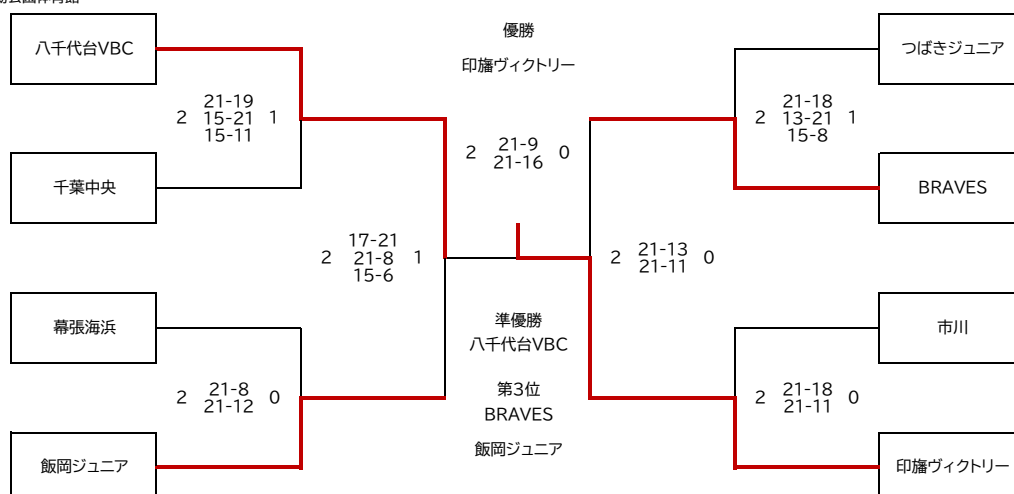 八千代台VBC
優勝
つばきジュニア
印旛ヴィクトリー
2 21-19 1
15-21
15-11
2 21-18 1
13-21
15-8
2 21-9 0
21-16
千葉中央
BRAVES
2 17-21 1
21-8
15-6
2 21-13 0
21-11
幕張海浜
準優勝
八千代台VBC
市川
2 21-8 0
21-12
第3位
BRAVES
2 21-18 0
21-11
飯岡ジュニア
飯岡ジュニア
印旛ヴィクトリー